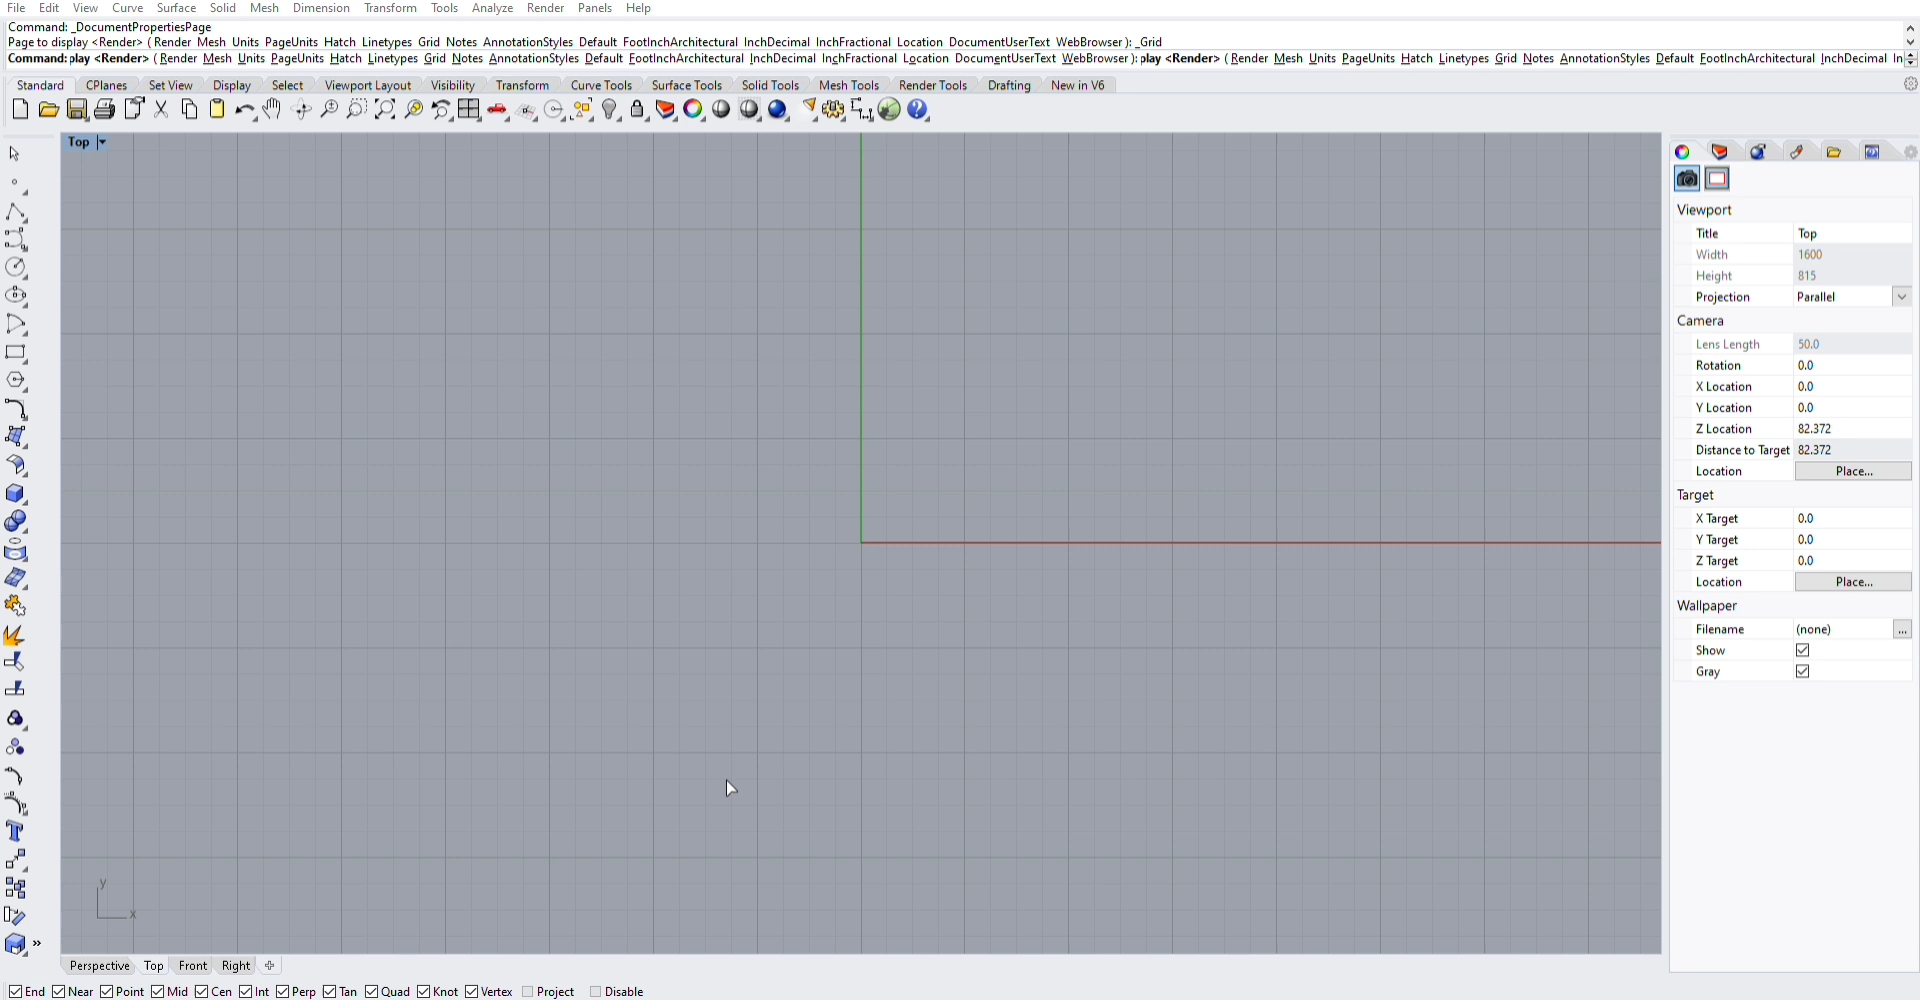 File Edit View Curve Surface Solid Mesh Dimension Transform Tools Analyze Render Panels Help
Command: _DocumentPropertiesPage
Page to display <Render> ( Render Mesh Units PageUnits Hatch Linetypes Grid Notes AnnotationStyles Default FootInchArchitectural InchDecimal InchFractional Location DocumentUserText WebBrowser ): _Grid
Command: play <Render> ( Render Mesh Units PageUnits Hatch Linetypes Grid Notes AnnotationStyles Default FootInchArchitectural InchDecimal InchFractional Location DocumentUserText WebBrowser ): play <Render> ( Render Mesh Units PageUnits Hatch Linetypes Grid Notes AnnotationStyles Default FootInchArchitectural InchDecimal In
Standard CPlanes Set View Display Select Viewport Layout Visibility Transform Curve Tools Surface Tools Solid Tools Mesh Tools Render Tools Drafting New in V6
Top
Viewport
Title Top
Width 1600
Height 815
Projection Parallel
Camera
Lens Length 50.0
Rotation 0.0
X Location 0.0
Y Location 0.0
Z Location 82.372
Distance to Target 82.372
Location Place...
Target
X Target 0.0
Y Target 0.0
Z Target 0.0
Location Place...
Wallpaper
Filename (none) ...
Show
Gray
y
x
Perspective Top Front Right
End Near Point Mid Cen Int Perp Tan Quad Knot Vertex Project Disable